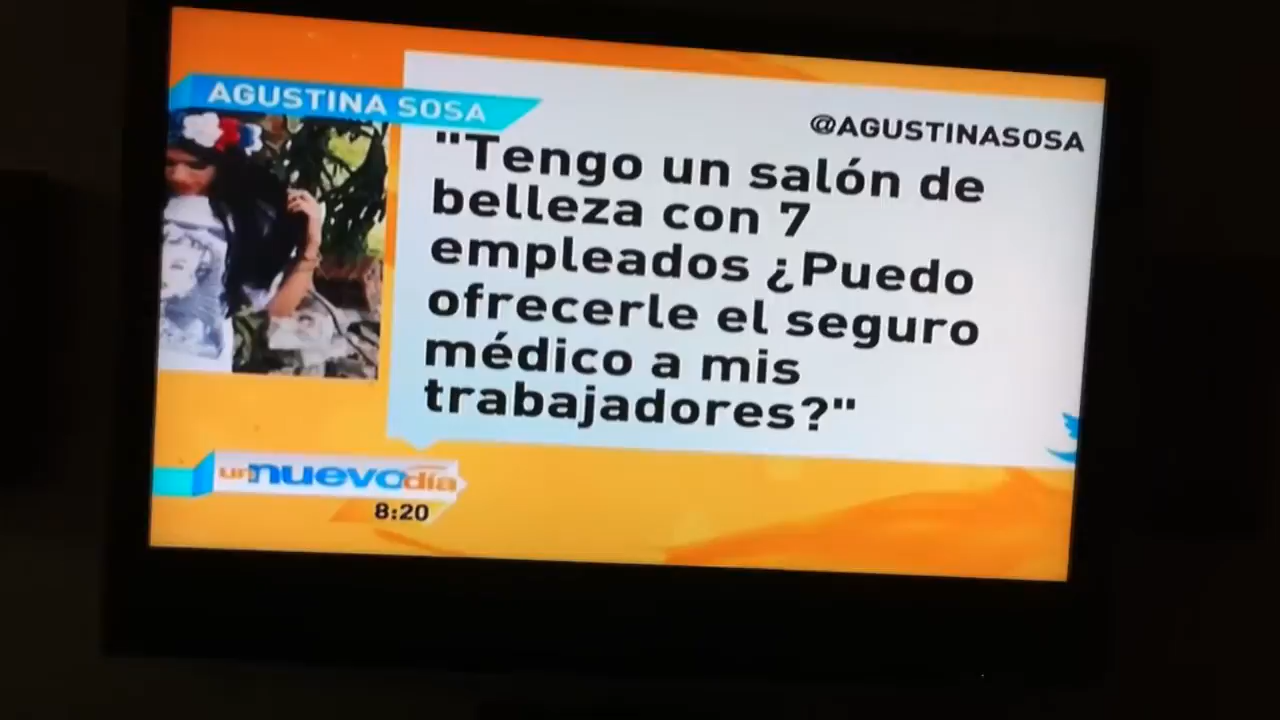 AGUSTINA SOSA
@AGUSTINASOSA
"Tengo un salón de
belleza con 7
empleados ¿Puedo
ofrecerle el seguro
médico a mis
trabajadores?"
un nuevo día
8:20